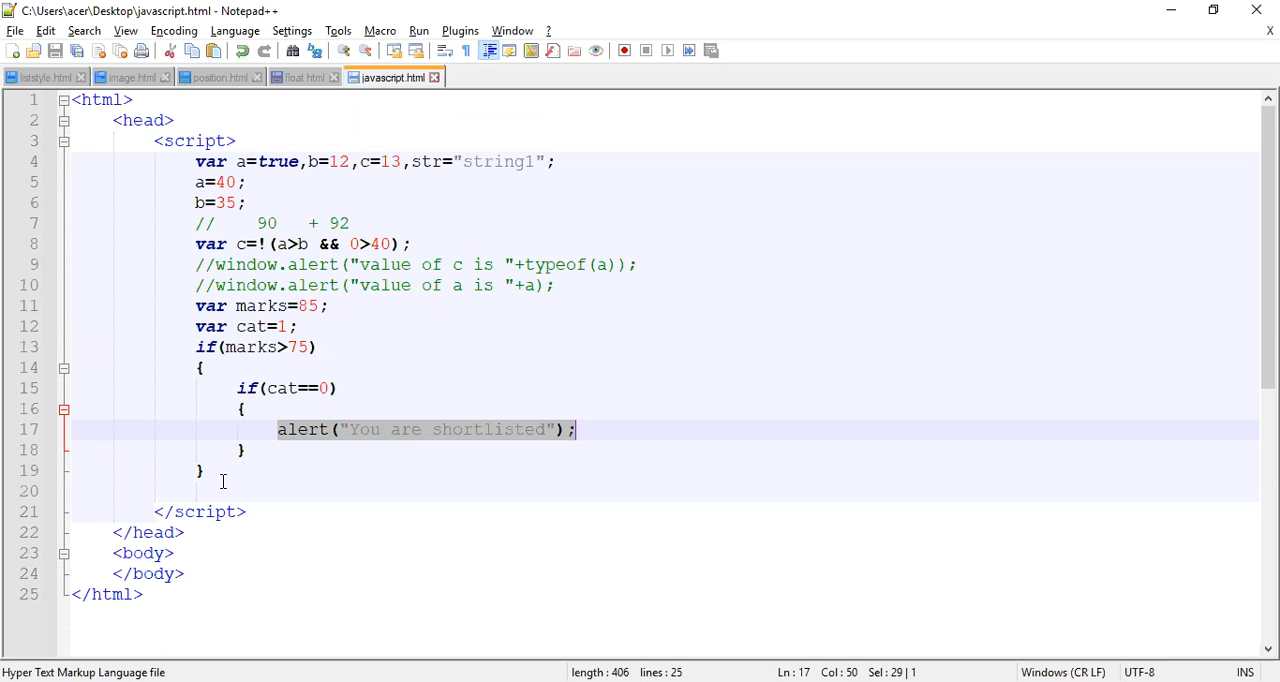 C:\Users\acer\Desktop\javascript.html - Notepad++
File Edit Search View Encoding Language Settings Tools Macro Run Plugins Window ? X
liststyle.html image.html position.html float.html javascript.html
1 <html>
2 <head>
3 <script>
4 var a=true,b=12,c=13,str="string1";
5 a=40;
6 b=35;
7 // 90 + 92
8 var c=!(a>b && 0>40);
9 //window.alert("value of c is "+typeof(a));
10 //window.alert("value of a is "+a);
11 var marks=85;
12 var cat=1;
13 if(marks>75)
14 {
15 if(cat==0)
16 {
17 alert("You are shortlisted");
18 }
19 }
20
21 </script>
22 </head>
23 <body>
24 </body>
25 </html>
Hyper Text Markup Language file length : 406 lines : 25 Ln : 17 Col : 50 Sel : 29 | 1 Windows (CR LF) UTF-8 INS